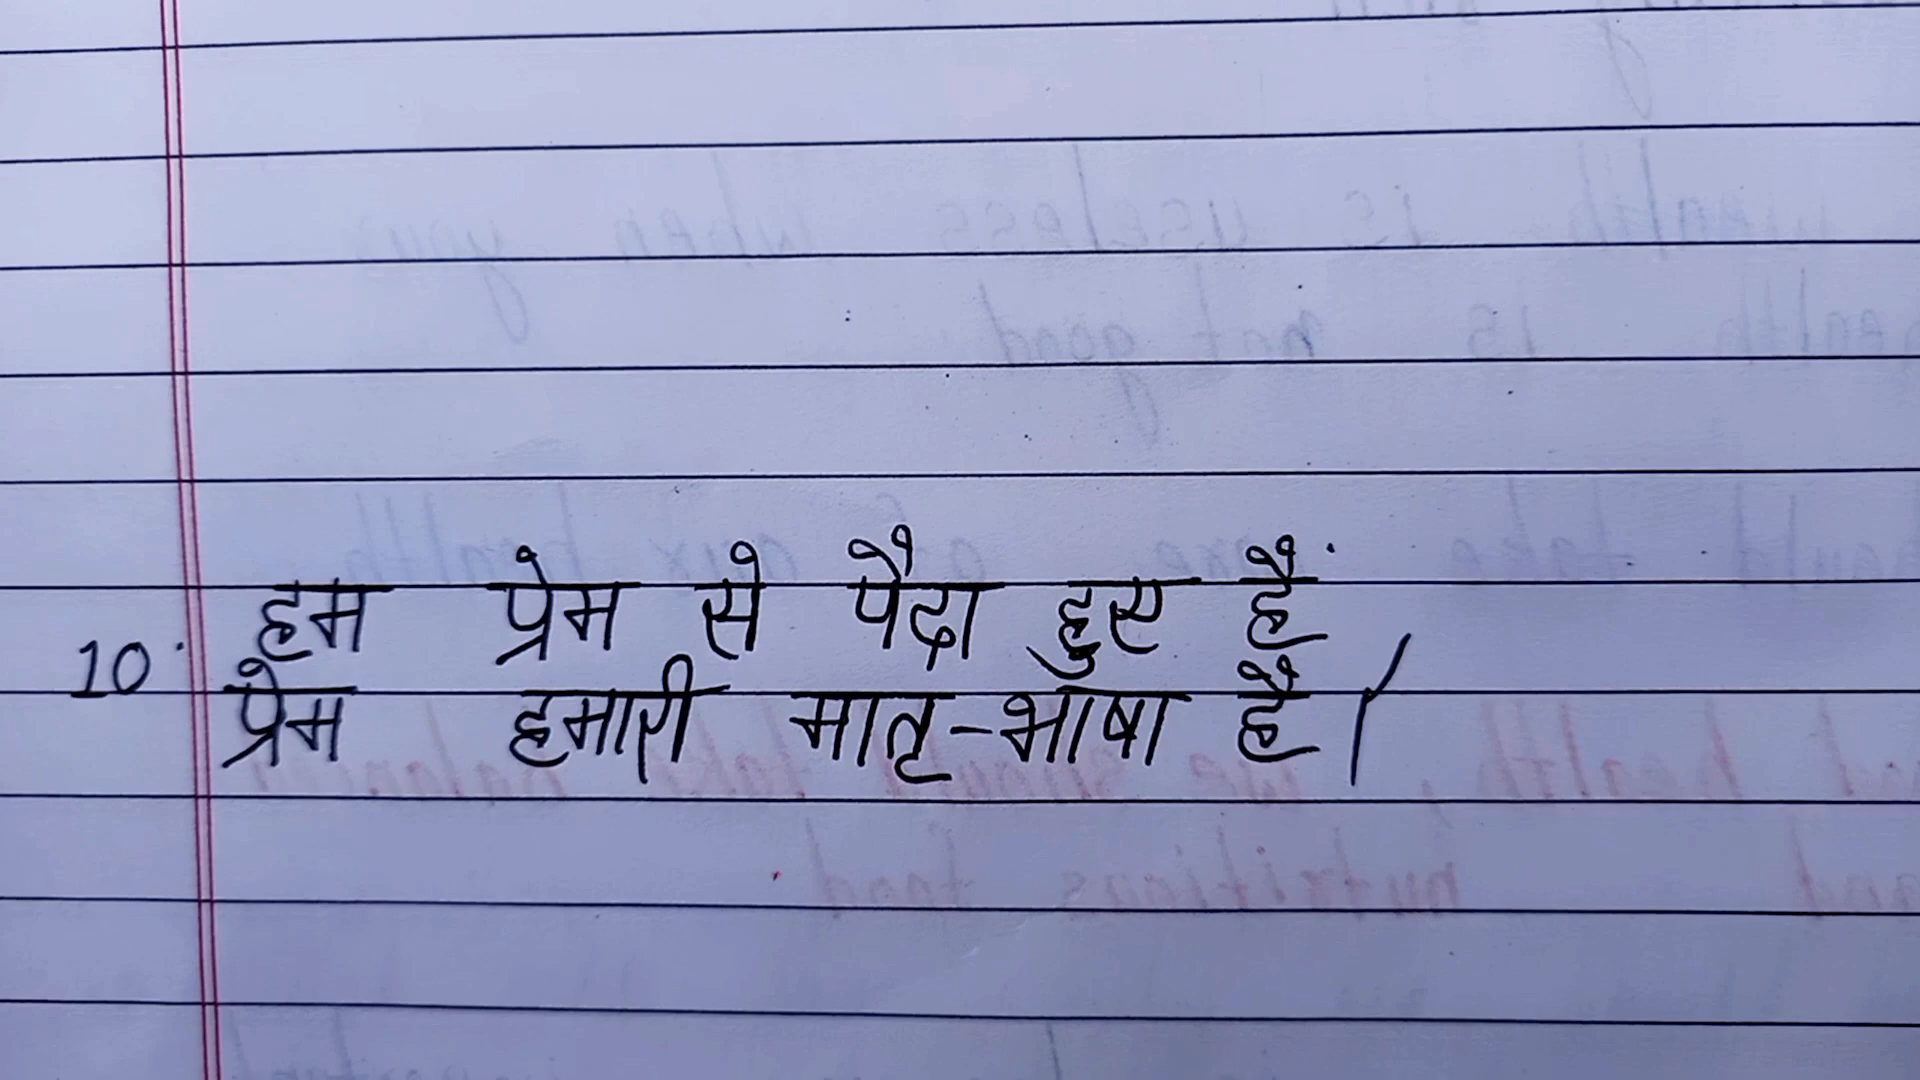 हम प्रेम से पैदा हुए हैं
10. प्रेम हमारी मातृ-भाषा है।